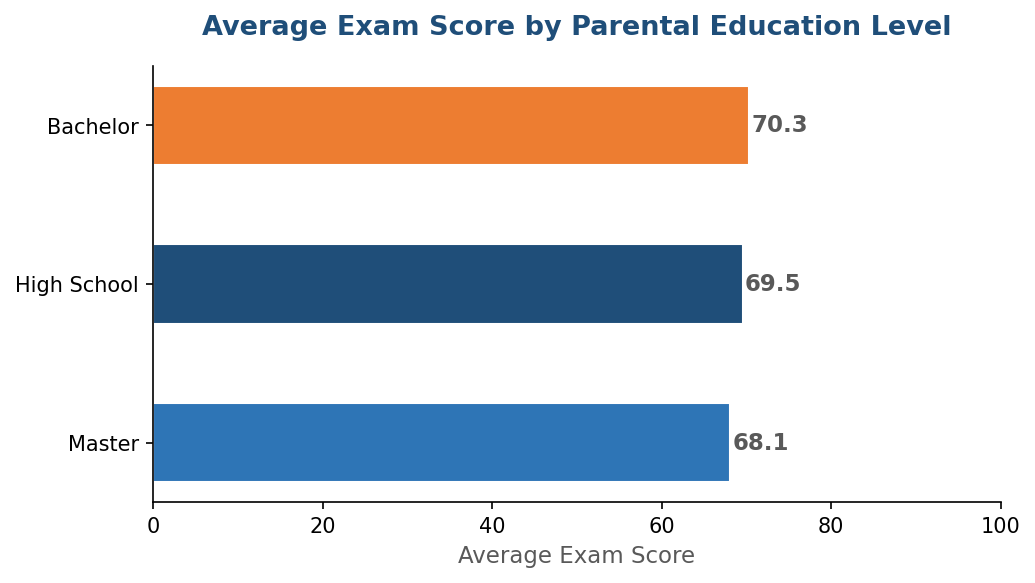 Average Exam Score by Parental Education Level
Bachelor 70.3
High School 69.5
Master 68.1
0 20 40 60 80 100
Average Exam Score